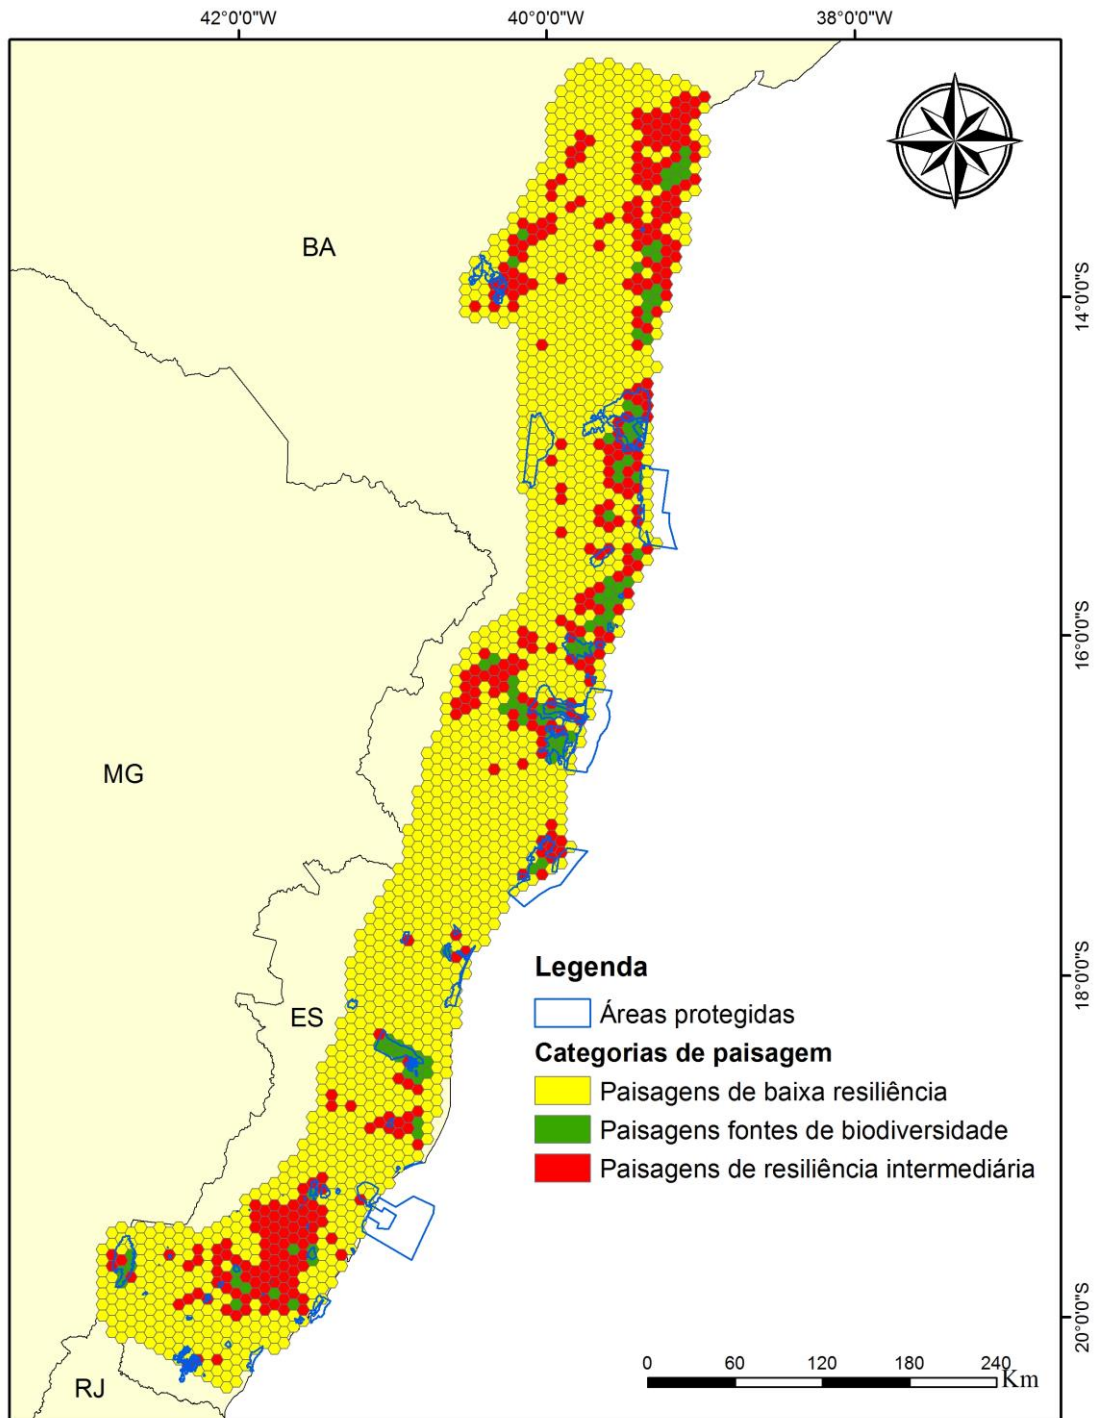 42°0'0"W
40°0'0"W
38°0'0"W
BA
14°0'0"S
16°0'0"S
MG
18°0'0"S
ES
Legenda
Áreas protegidas
Categorias de paisagem
Paisagens de baixa resiliência
Paisagens fontes de biodiversidade
Paisagens de resiliência intermediária
20°0'0"S
RJ
0 60 120 180 240
Km